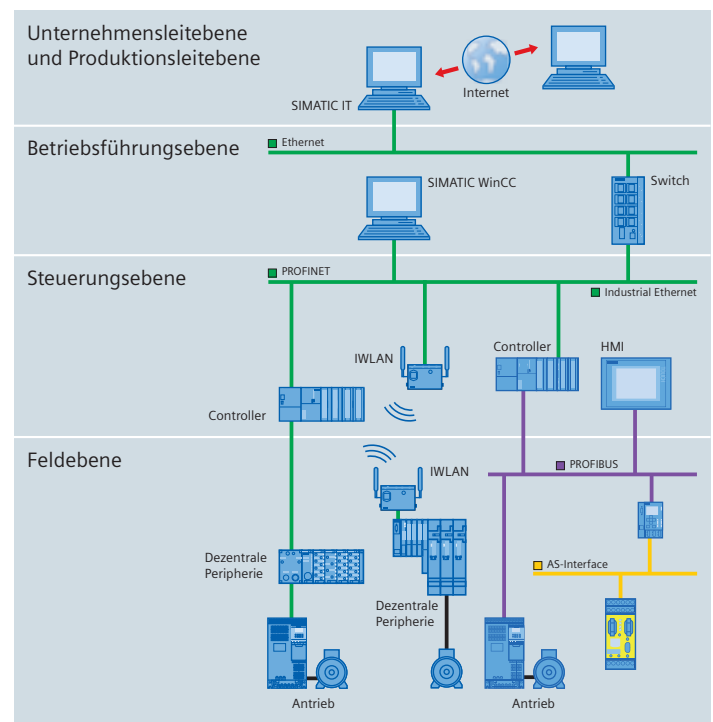 Unternehmensleitebene
und Produktionsleitebene
Internet
SIMATIC IT
Betriebsführungsebene
Ethernet
SIMATIC WinCC
Switch
Steuerungsebene
PROFINET
Industrial Ethernet
IWLAN
Controller
HMI
Controller
Feldebene
IWLAN
PROFIBUS
Dezentrale
Peripherie
AS-Interface
Dezentrale
Peripherie
Antrieb
Antrieb